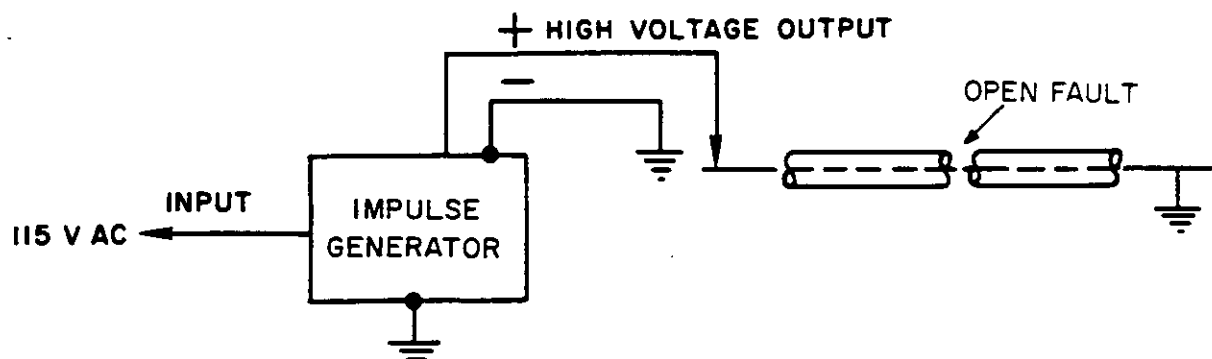 + HIGH VOLTAGE OUTPUT
−
OPEN FAULT
INPUT
115 V AC
IMPULSE
GENERATOR